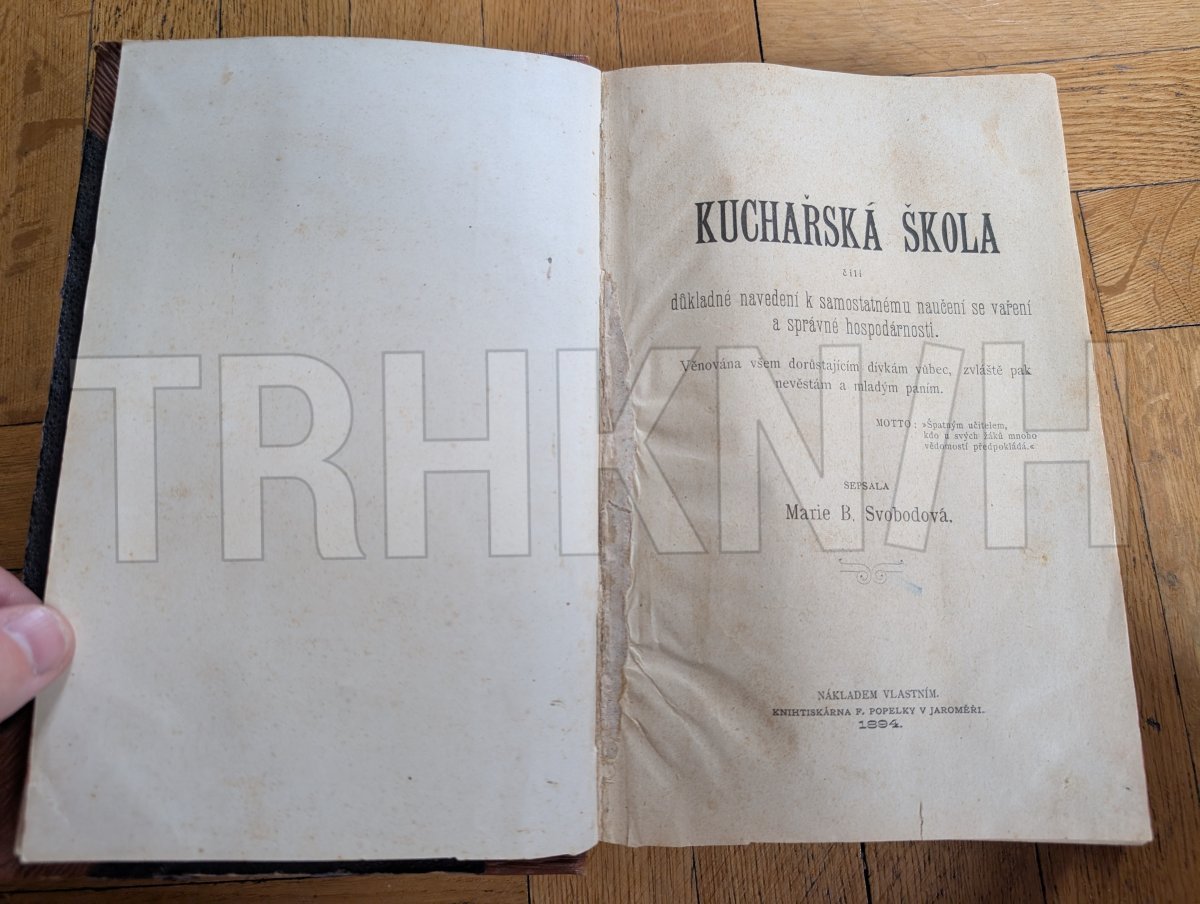 KUCHAŘSKÁ ŠKOLA
čili
důkladné navedení k samostatnému naučení se vaření
a správné hospodárnosti.
Věnována všem dorůstajícím dívkám vůbec, zvláště pak
nevěstám a mladým paním.
MOTTO: »Špatným učitelem,
kdo u svých žáků mnoho
vědomostí předpokládá.«
SEPSALA
Marie B. Svobodová.
NÁKLADEM VLASTNÍM.
KNIHTISKÁRNA F. POPELKY V JAROMĚŘI.
1894.
TRHKN/H